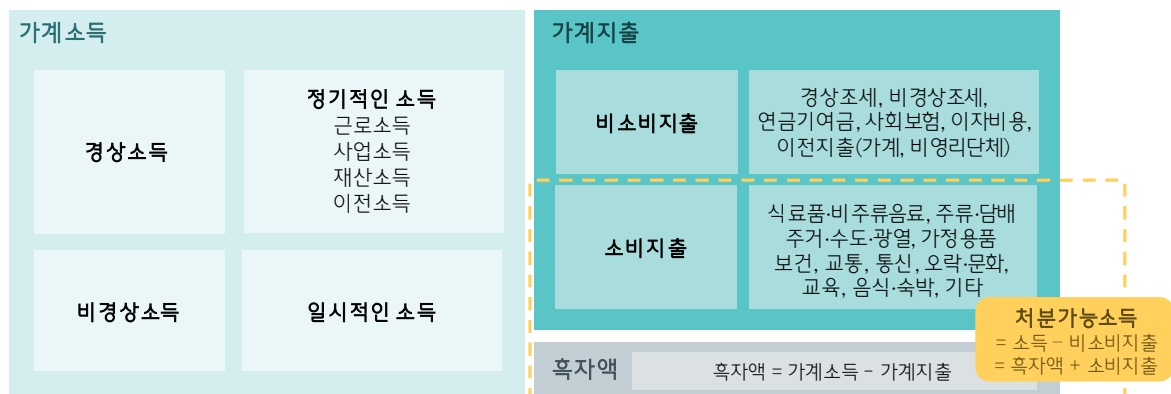 가계소득
경상소득
정기적인 소득
근로소득
사업소득
재산소득
이전소득
비경상소득
일시적인 소득
가계지출
비소비지출
경상조세, 비경상조세,
연금기여금, 사회보험, 이자비용,
이전지출(가계, 비영리단체)
소비지출
식료품·비주류음료, 주류·담배
주거·수도·광열, 가정용품
보건, 교통, 통신, 오락·문화,
교육, 음식·숙박, 기타
처분가능소득
= 소득 - 비소비지출
= 흑자액 + 소비지출
흑자액
흑자액 = 가계소득 - 가계지출